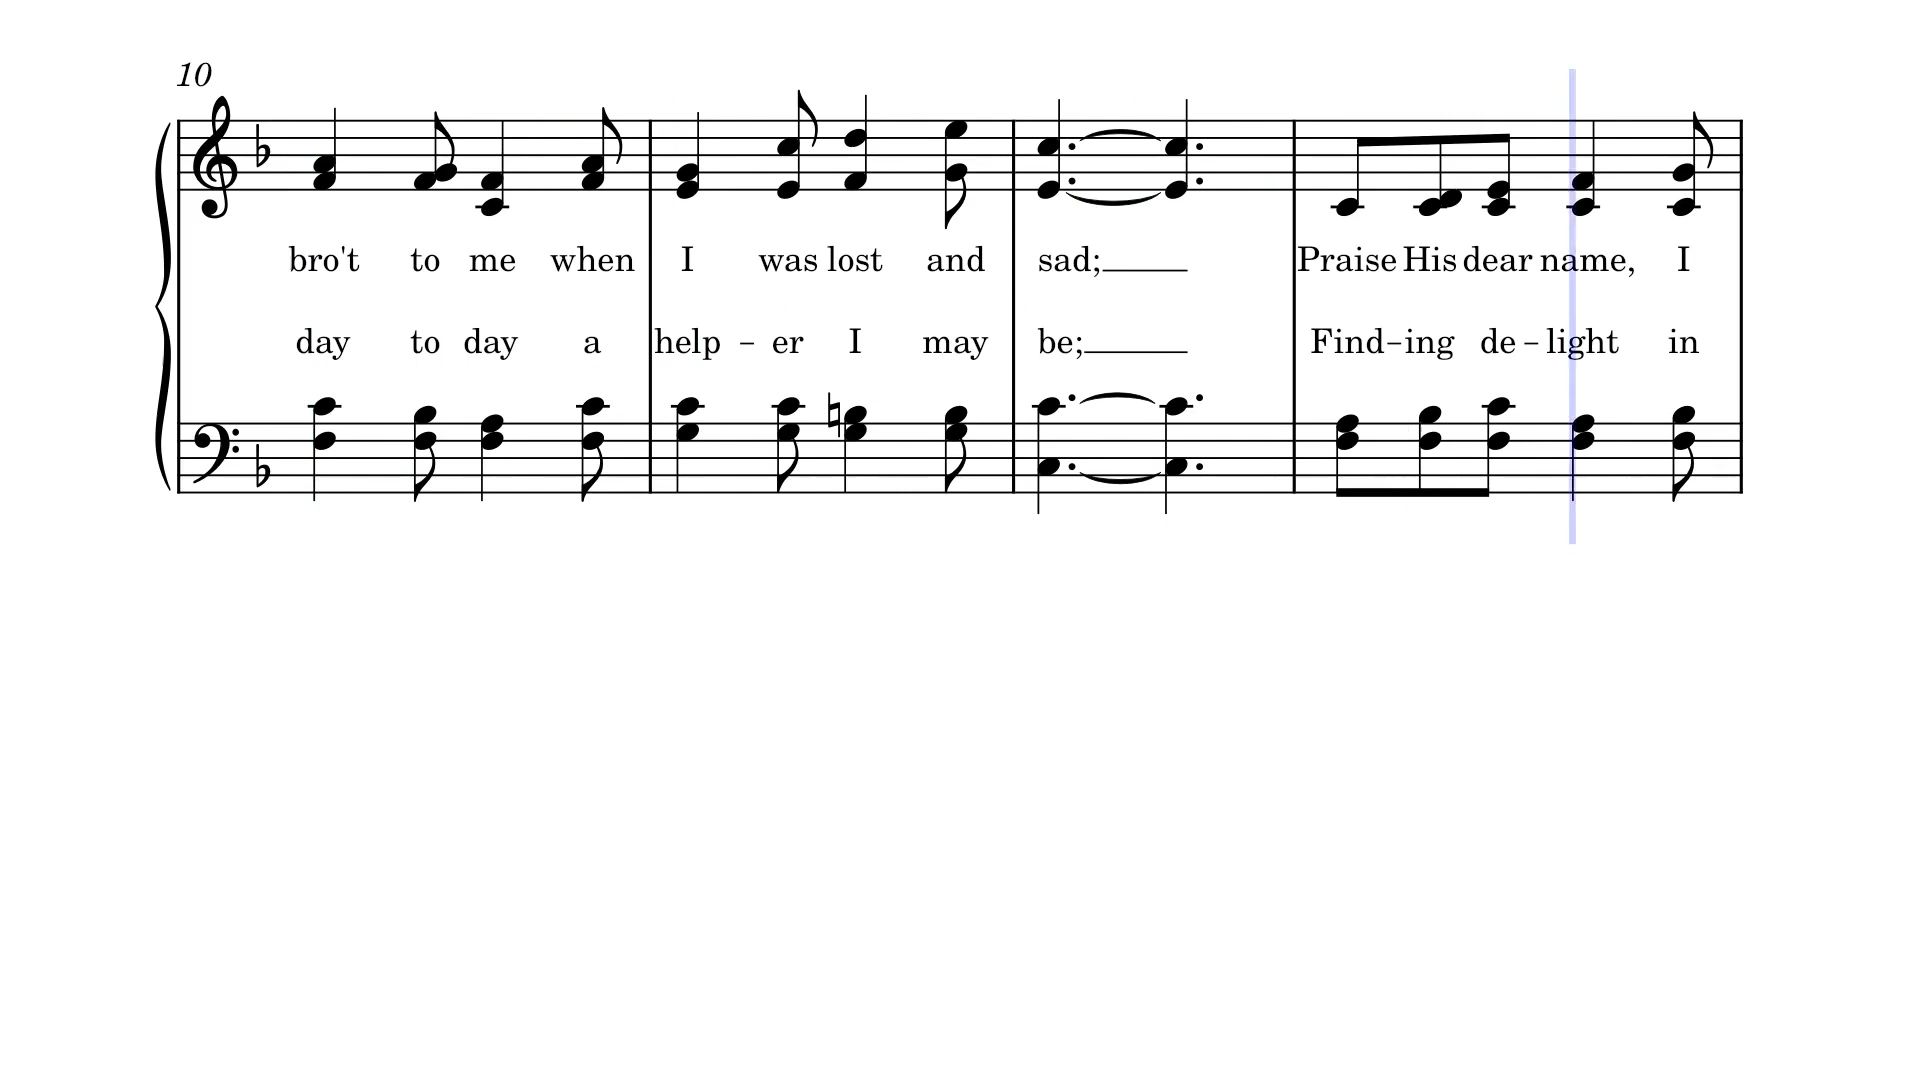 10
bro't to me when I was lost and sad; Praise His dear name, I
day to day a help - er I may be; Find-ing de-light in